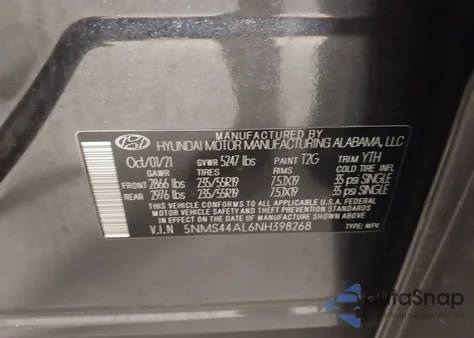 MANUFACTURED BY
HYUNDAI MOTOR MANUFACTURING ALABAMA, LLC
Oct/01/21 GVWR 5247 lbs PAINT T2G TRIM YTH
GAWR TIRES RIMS COLD TIRE INFL.
FRONT 2866 lbs 235/55R19 7.5JX19 35 psi SINGLE
REAR 2976 lbs 235/55R19 7.5JX19 35 psi SINGLE
THIS VEHICLE CONFORMS TO ALL APPLICABLE U.S. FEDERAL
MOTOR VEHICLE SAFETY AND THEFT PREVENTION STANDARDS
IN EFFECT ON THE DATE OF MANUFACTURE SHOWN ABOVE.
V.I.N 5NMS44AL6NH398268 TYPE: MPV
autoSnap